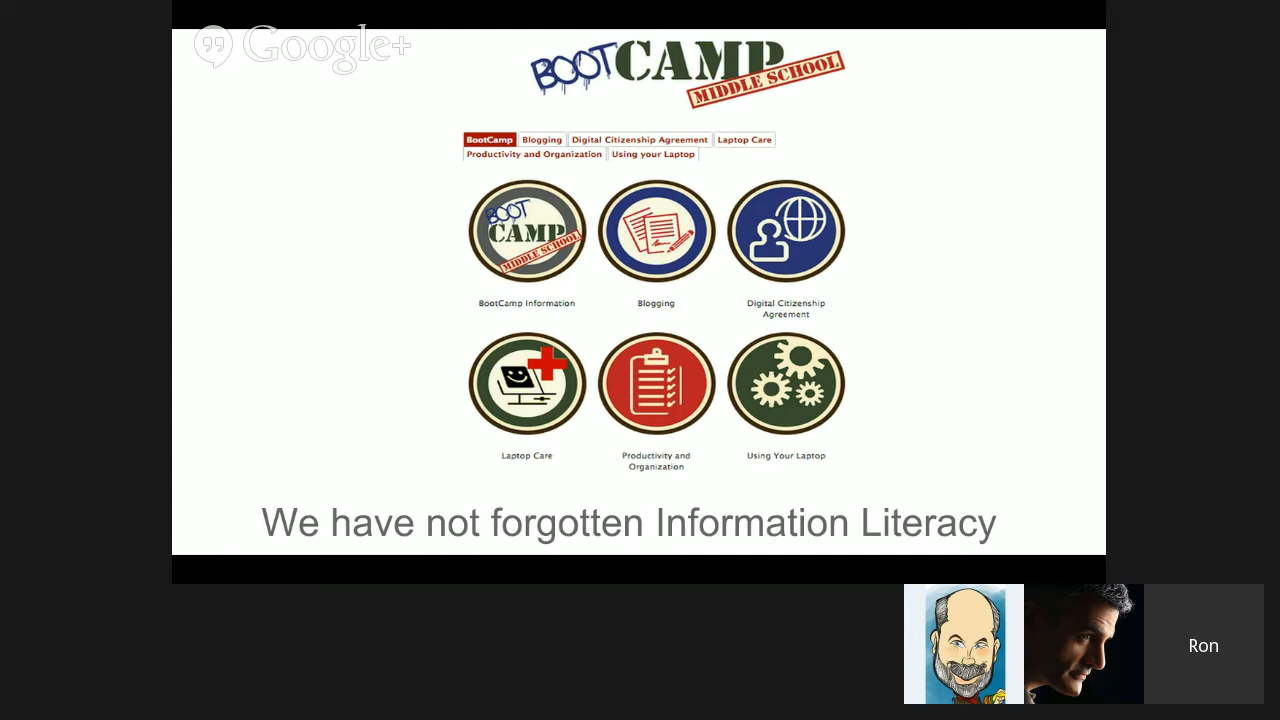 Google+
BOOTCAMP
MIDDLE SCHOOL
BootCamp Blogging Digital Citizenship Agreement Laptop Care
Productivity and Organization Using your Laptop
BOOT
CAMP
MIDDLE SCHOOL
BootCamp Information Blogging Digital Citizenship
Agreement
Laptop Care Productivity and Using Your Laptop
Organization
We have not forgotten Information Literacy
Ron